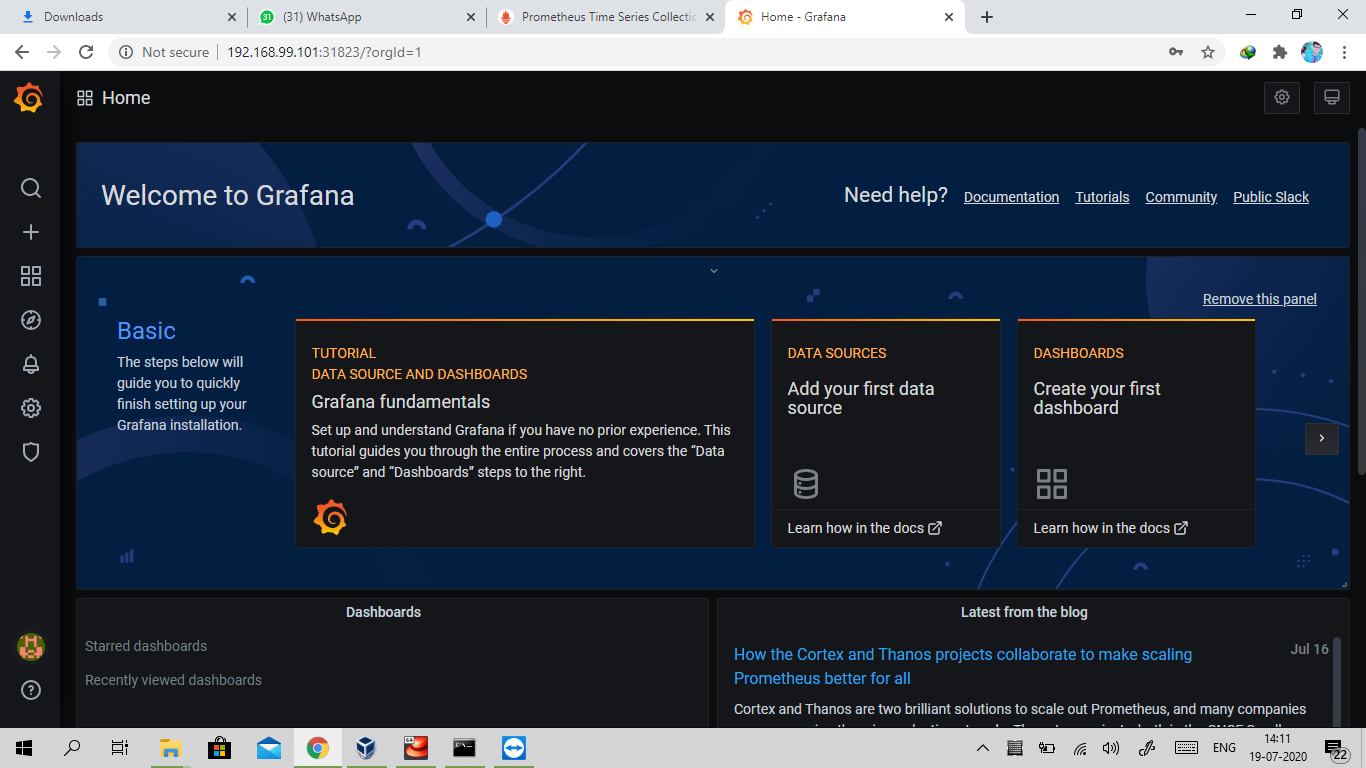 Downloads
31
(31) WhatsApp
Prometheus Time Series Collectio
Home - Grafana
Not secure
192.168.99.101:31823/?orgId=1
Home
Welcome to Grafana
Need help?
Documentation
Tutorials
Community
Public Slack
Remove this panel
Basic
The steps below will
guide you to quickly
finish setting up your
Grafana installation.
TUTORIAL
DATA SOURCE AND DASHBOARDS
Grafana fundamentals
Set up and understand Grafana if you have no prior experience. This
tutorial guides you through the entire process and covers the “Data
source” and “Dashboards” steps to the right.
DATA SOURCES
Add your first data
source
Learn how in the docs
DASHBOARDS
Create your first
dashboard
Learn how in the docs
Dashboards
Starred dashboards
Recently viewed dashboards
Latest from the blog
How the Cortex and Thanos projects collaborate to make scaling
Prometheus better for all
Jul 16
Cortex and Thanos are two brilliant solutions to scale out Prometheus, and many companies
ENG
14:11
19-07-2020
22